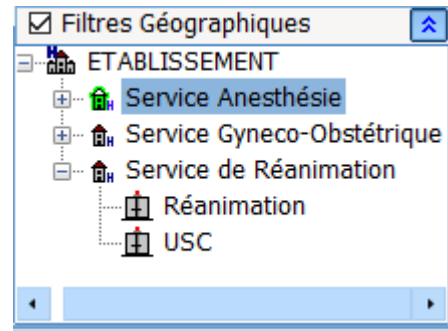 Filtres Géographiques
ETABLISSEMENT
Service Anesthésie
Service Gyneco-Obstétrique
Service de Réanimation
Réanimation
USC